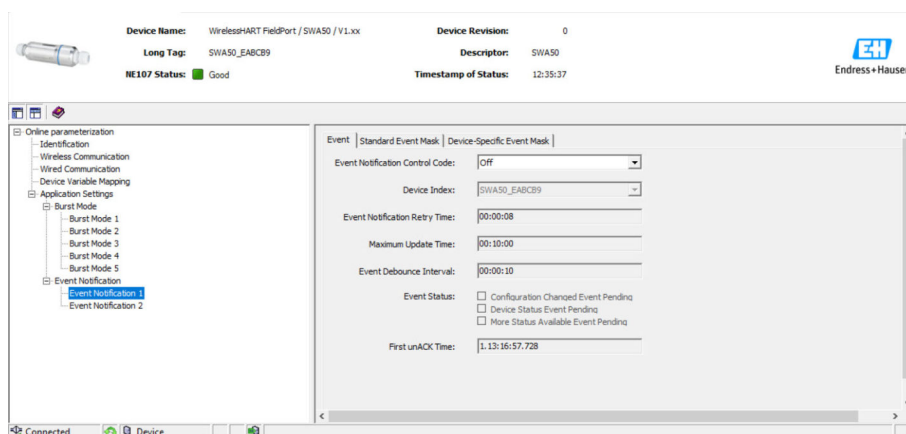 Device Name: WirelessHART FieldPort / SWA50 / V1.xx Device Revision: 0
Long Tag: SWA50_EABCB9 Descriptor: SWA50
NE107 Status: Good Timestamp of Status: 12:35:37
EH
Endress+Hauser
Online parameterization
Identification
Wireless Communication
Wired Communication
Device Variable Mapping
Application Settings
Burst Mode
Burst Mode 1
Burst Mode 2
Burst Mode 3
Burst Mode 4
Burst Mode 5
Event Notification
Event Notification 1
Event Notification 2
Event Standard Event Mask Device-Specific Event Mask
Event Notification Control Code: Off
Device Index: SWA50_EABCB9
Event Notification Retry Time: 00:00:08
Maximum Update Time: 00:10:00
Event Debounce Interval: 00:00:10
Event Status: Configuration Changed Event Pending
Device Status Event Pending
More Status Available Event Pending
First unACK Time: 1.13:16:57.728
Connected Device